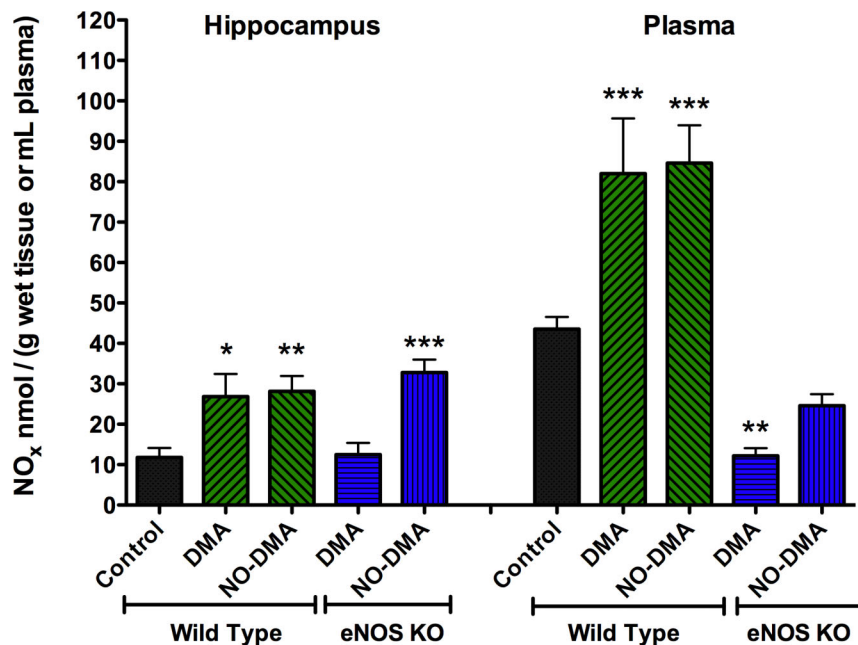 Hippocampus
Plasma
NOx nmol / (g wet tissue or mL plasma)
120
110
100
90
80
70
60
50
40
30
20
10
0
*
**
***
***
***
**
Control
DMA
NO-DMA
DMA
NO-DMA
Control
DMA
NO-DMA
DMA
NO-DMA
Wild Type
eNOS KO
Wild Type
eNOS KO